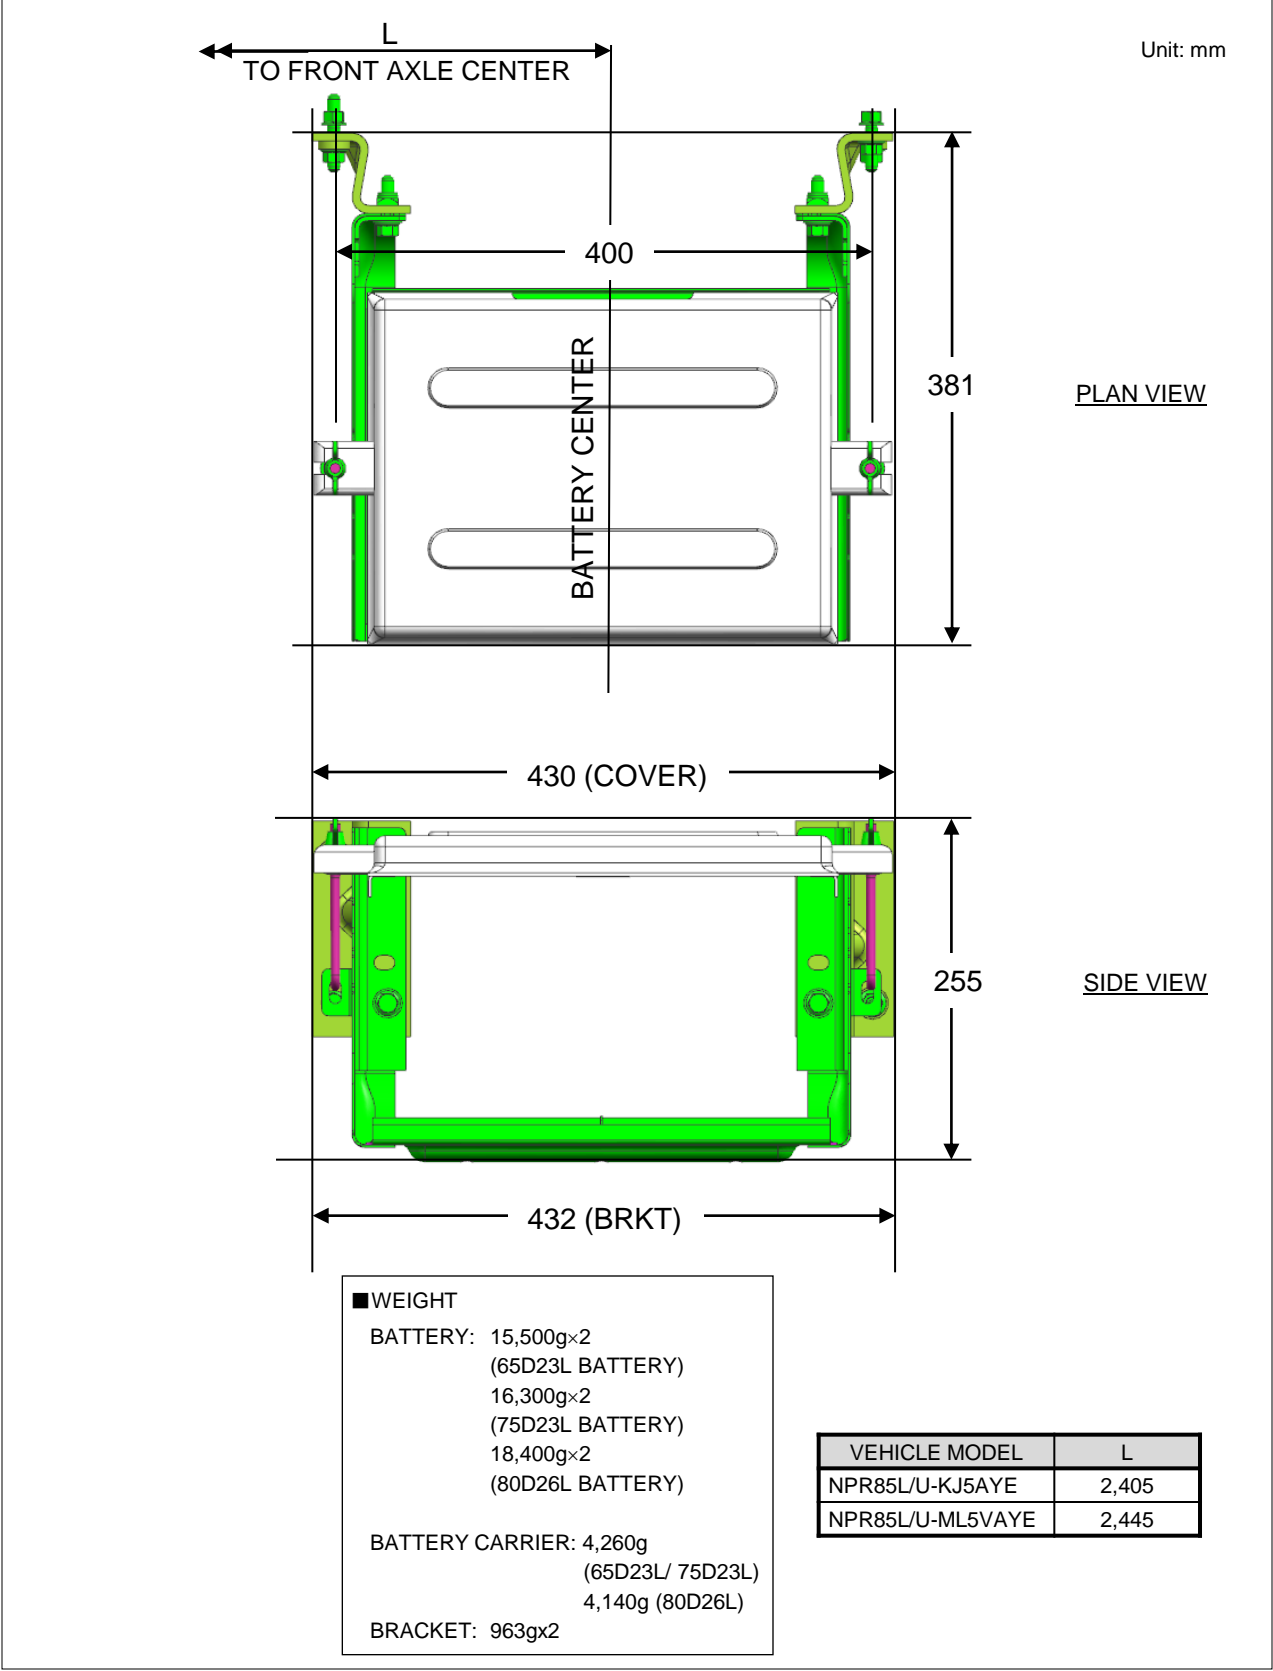 L
TO FRONT AXLE CENTER
Unit: mm
400
BATTERY CENTER
381
PLAN VIEW
430 (COVER)
255
SIDE VIEW
432 (BRKT)
■WEIGHT
BATTERY: 15,500g×2
(65D23L BATTERY)
16,300g×2
(75D23L BATTERY)
18,400g×2
(80D26L BATTERY)
BATTERY CARRIER: 4,260g
(65D23L/ 75D23L)
4,140g (80D26L)
BRACKET: 963gx2
VEHICLE MODEL L
NPR85L/U-KJ5AYE 2,405
NPR85L/U-ML5VAYE 2,445